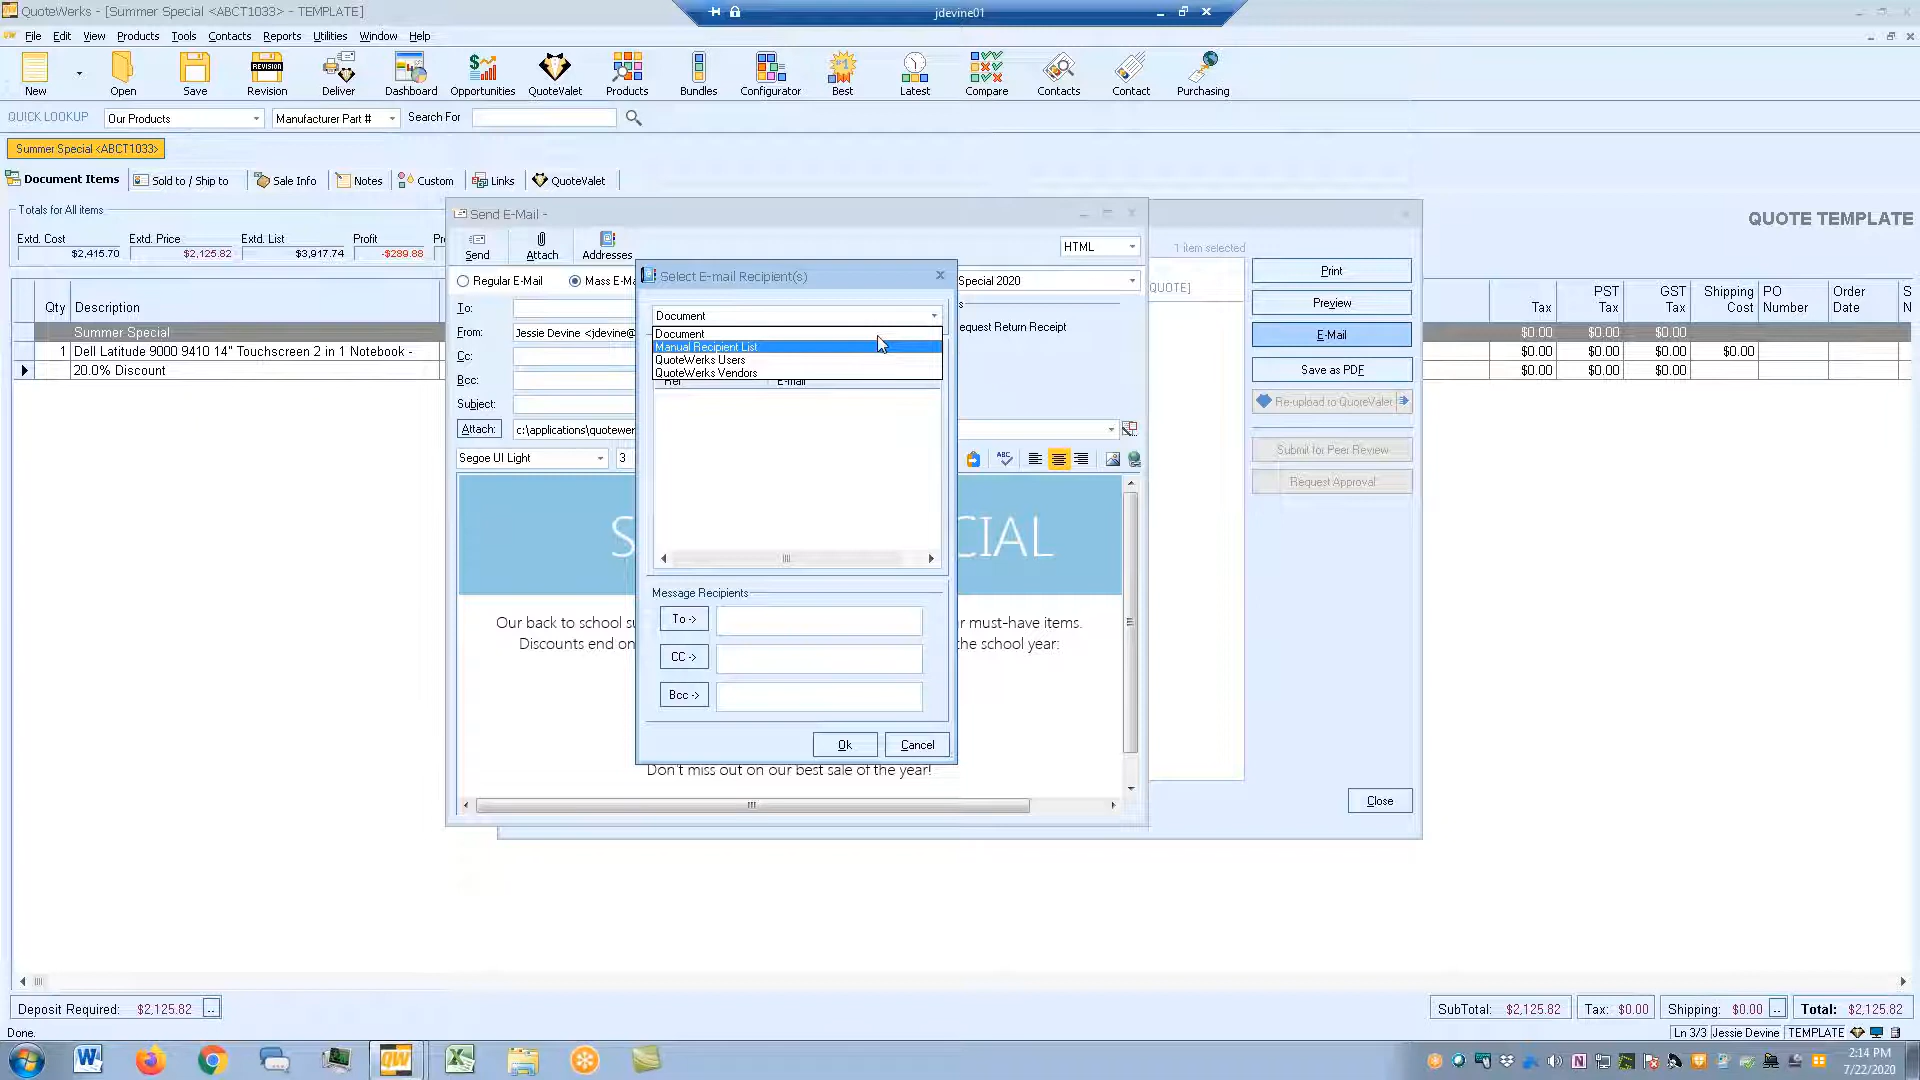 QuoteWerks - [Summer Special <ABCT1033> - TEMPLATE]
jdevine01
File Edit View Products Tools Contacts Reports Utilities Window Help
REVISION
New Open Save Revision Deliver Dashboard Opportunities QuoteValet Products Bundles Configurator Best Latest Compare Contacts Contact Purchasing
QUICK LOOKUP Our Products Manufacturer Part # Search For
Summer Special <ABCT1033>
Document Items Sold to / Ship to Sale Info Notes Custom Links QuoteValet
Totals for All items
QUOTE TEMPLATE
Extd. Cost Extd. Price Extd. List Profit
$2,415.70 $2,125.82 $3,917.74 -$289.88
Send E-Mail -
Send Attach Addresses HTML
1 item selected
Regular E-Mail Mass E-Ma Special 2020
QUOTE]
Select E-mail Recipient(s)
Document
Document
Manual Recipient List
QuoteWerks Users
QuoteWerks Vendors
E-mail
To:
From: Jessie Devine <jdevine@
equest Return Receipt
Cc:
Bcc:
Subject:
Attach: c:\applications\quotewer
Segoe UI Light 3
ABC
Message Recipients
To ->
CC ->
Bcc ->
Ok Cancel
S CIAL
Our back to school su r must-have items.
Discounts end on the school year:
Don't miss out on our best sale of the year!
Print
Preview
E-Mail
Save as PDF
Re-upload to QuoteValet
Submit for Peer Review
Request Approval
Close
Qty Description Tax PST Tax GST Tax Shipping Cost PO Number Order Date S N
Summer Special $0.00 $0.00 $0.00
1 Dell Latitude 9000 9410 14" Touchscreen 2 in 1 Notebook - $0.00 $0.00 $0.00 $0.00
20.0% Discount $0.00 $0.00 $0.00
Deposit Required: $2,125.82 ..
SubTotal: $2,125.82 Tax: $0.00 Shipping: $0.00 .. Total: $2,125.82
Done.
Ln 3/3 Jessie Devine TEMPLATE
2:14 PM
7/22/2020